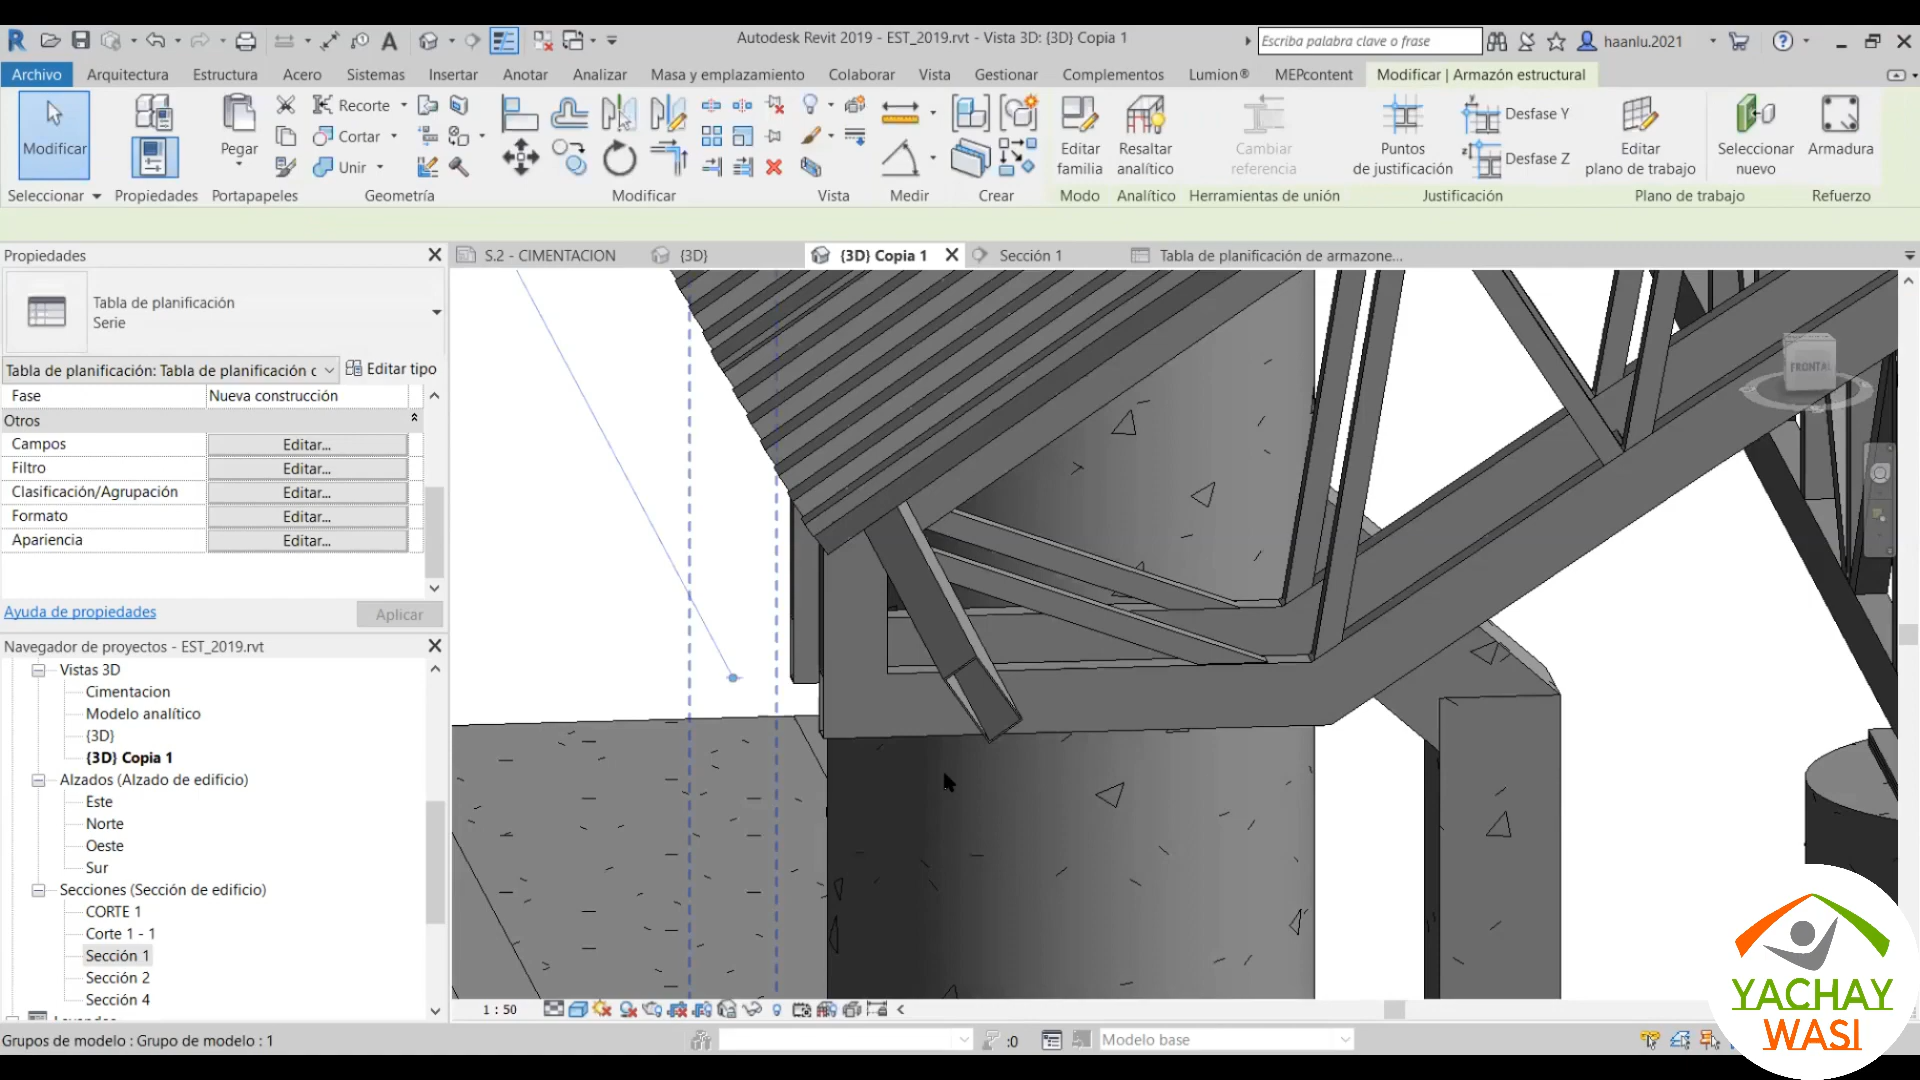 Autodesk Revit 2019 - EST_2019.rvt - Vista 3D: {3D} Copia 1
Escriba palabra clave o frase
haanlu.2021
Archivo
Arquitectura
Estructura
Acero
Sistemas
Insertar
Anotar
Analizar
Masa y emplazamiento
Colaborar
Vista
Gestionar
Complementos
Lumion®
MEPcontent
Modificar | Armazón estructural
Modificar
Pegar
Recorte
Cortar
Unir
Editar
familia
Resaltar
analítico
Cambiar
referencia
Puntos
de justificación
Desfase Y
Desfase Z
Editar
plano de trabajo
Seleccionar
nuevo
Armadura
Seleccionar
Propiedades
Portapapeles
Geometría
Modificar
Vista
Medir
Crear
Modo
Analítico
Herramientas de unión
Justificación
Plano de trabajo
Refuerzo
Propiedades
S.2 - CIMENTACION
{3D}
{3D} Copia 1
Sección 1
Tabla de planificación de armazone...
Tabla de planificación
Serie
Tabla de planificación: Tabla de planificación c
Editar tipo
Fase
Nueva construcción
Otros
Campos
Editar...
Filtro
Editar...
Clasificación/Agrupación
Editar...
Formato
Editar...
Apariencia
Editar...
Ayuda de propiedades
Aplicar
Navegador de proyectos - EST_2019.rvt
Vistas 3D
Cimentacion
Modelo analítico
{3D}
{3D} Copia 1
Alzados (Alzado de edificio)
Este
Norte
Oeste
Sur
Secciones (Sección de edificio)
CORTE 1
Corte 1 - 1
Sección 1
Sección 2
Sección 4
FRONTAL
1 : 50
Grupos de modelo : Grupo de modelo : 1
:0
Modelo base
YACHAY
WASI